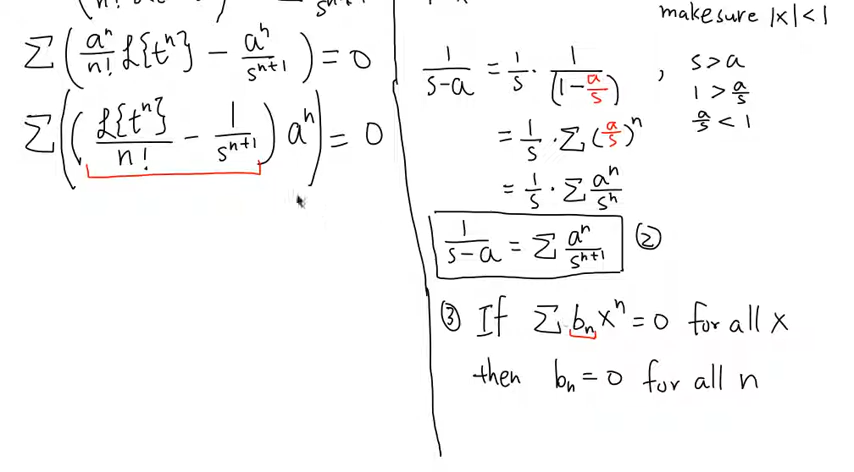 Σ(aⁿ/n! ℒ{tⁿ} − aⁿ/sⁿ⁺¹) = 0
Σ((ℒ{tⁿ}/n! − 1/sⁿ⁺¹) aⁿ) = 0
make sure |x| < 1
1/(s−a) = 1/s · 1/(1−a/s) , s > a
1 > a/s
a/s < 1
= 1/s · Σ(a/s)ⁿ
= 1/s · Σ aⁿ/sⁿ
1/(s−a) = Σ aⁿ/sⁿ⁺¹ ②
③ If Σ bₙxⁿ = 0 for all x
then bₙ = 0 for all n